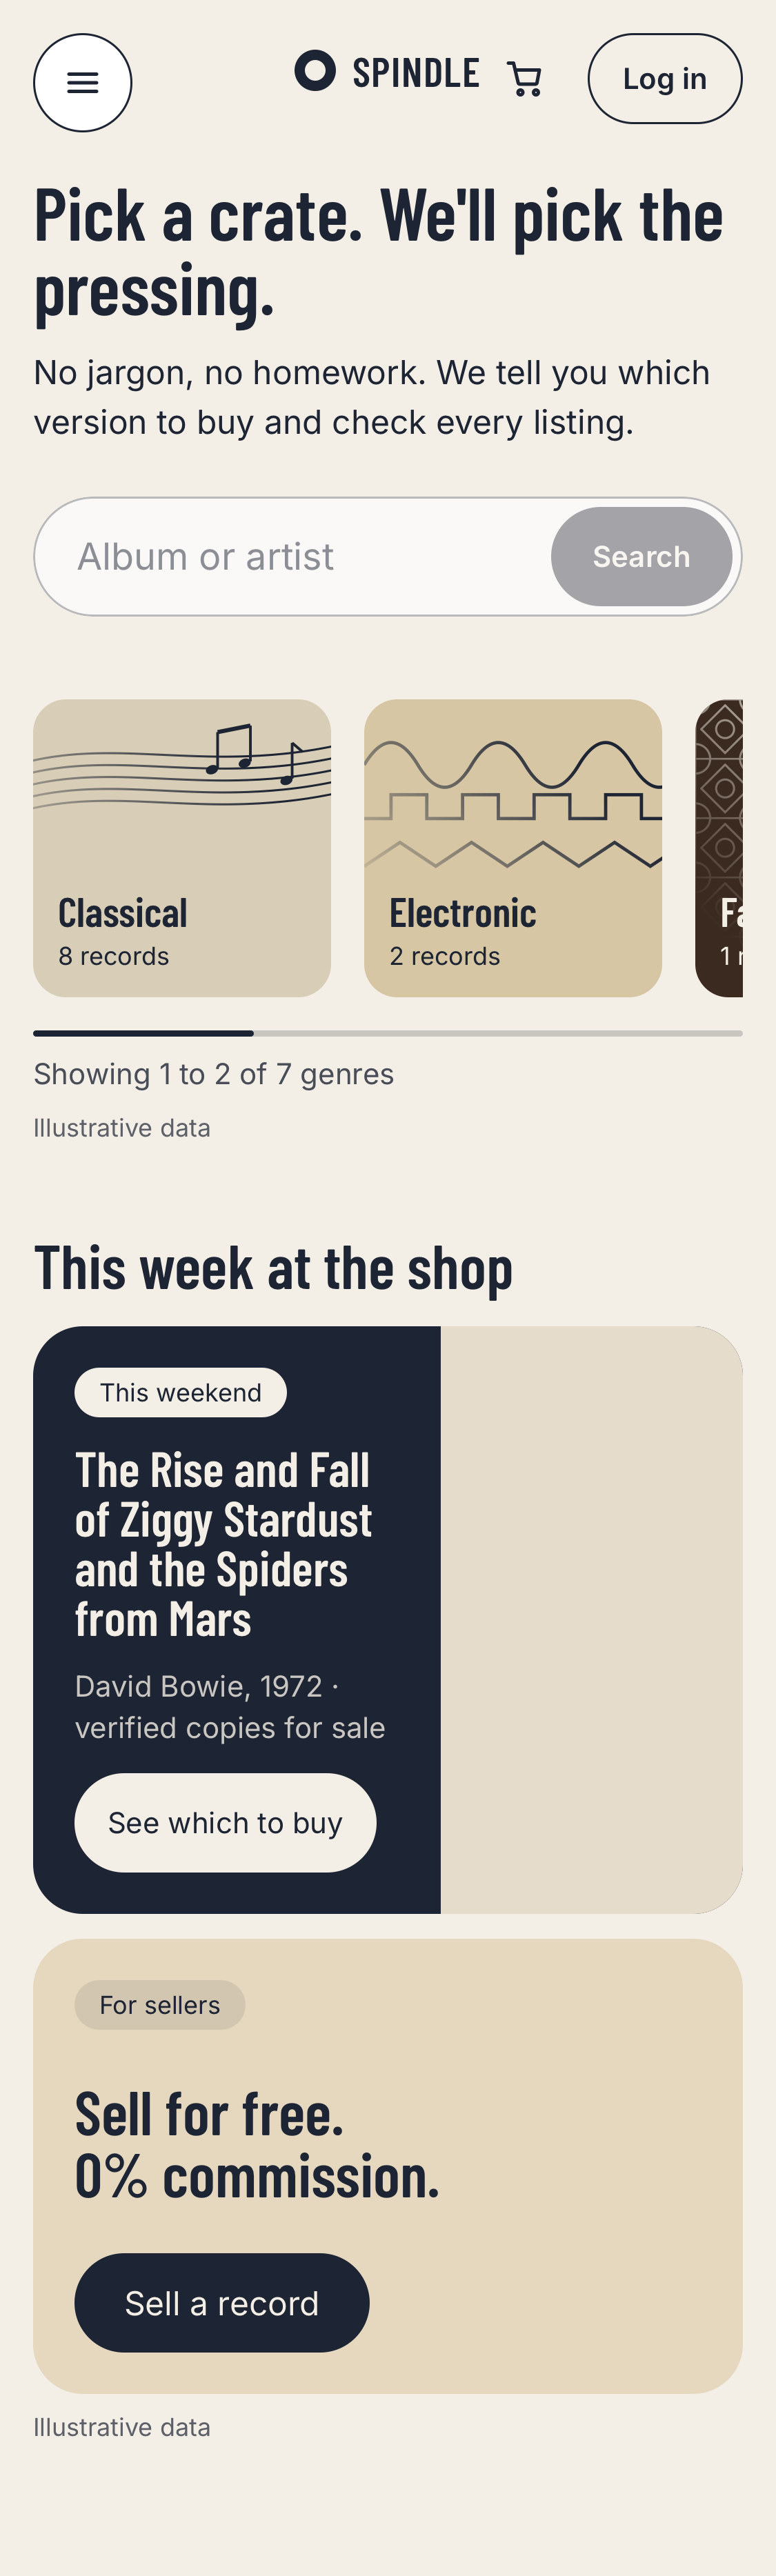 SPINDLE
Log in
Pick a crate. We'll pick the
pressing.
No jargon, no homework. We tell you which
version to buy and check every listing.
Album or artist
Search
Classical
8 records
Electronic
2 records
Fa
1 r
Showing 1 to 2 of 7 genres
Illustrative data
This week at the shop
This weekend
The Rise and Fall
of Ziggy Stardust
and the Spiders
from Mars
David Bowie, 1972 ·
verified copies for sale
See which to buy
For sellers
Sell for free.
0% commission.
Sell a record
Illustrative data